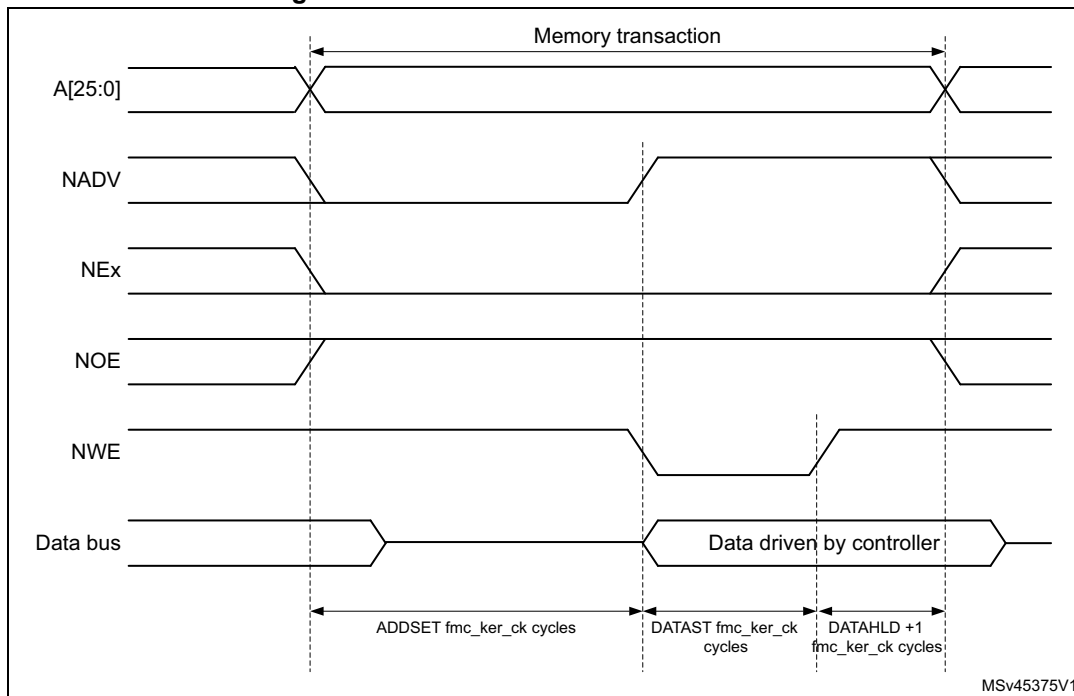 g
Memory transaction
A[25:0]
NADV
NEx
NOE
NWE
Data bus
Data driven by controller
ADDSET fmc_ker_ck cycles
DATAST fmc_ker_ck
cycles
DATAHLD +1
fmc_ker_ck cycles
MSv45375V1